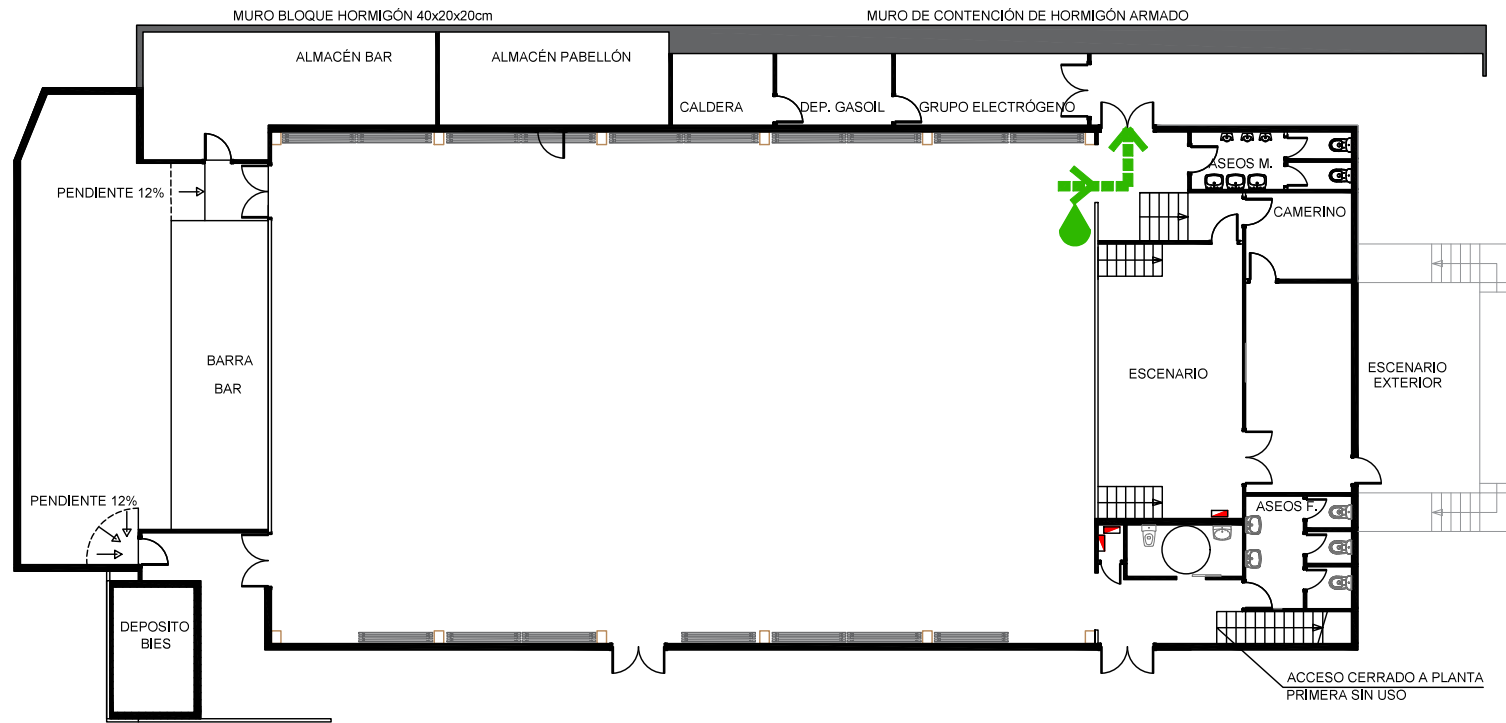 MURO BLOQUE HORMIGÓN 40x20x20cm
MURO DE CONTENCIÓN DE HORMIGÓN ARMADO
ALMACÉN BAR
ALMACÉN PABELLÓN
CALDERA
DEP. GASOIL
GRUPO ELECTRÓGENO
ASEOS M.
PENDIENTE 12%
CAMERINO
BARRA
BAR
ESCENARIO
ESCENARIO
EXTERIOR
PENDIENTE 12%
ASEOS F.
DEPOSITO
BIES
ACCESO CERRADO A PLANTA
PRIMERA SIN USO